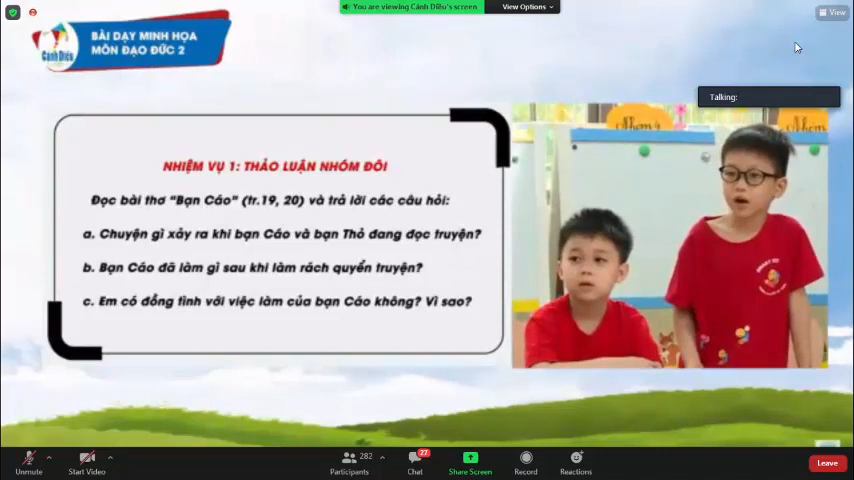 You are viewing Cánh Diều's screen
View Options
View
Cánh Diều
BÀI DẠY MINH HỌA
MÔN ĐẠO ĐỨC 2
Talking:
NHIỆM VỤ 1: THẢO LUẬN NHÓM ĐÔI
Đọc bài thơ "Bạn Cáo" (tr.19, 20) và trả lời các câu hỏi:
a. Chuyện gì xảy ra khi bạn Cáo và bạn Thỏ đang đọc truyện?
b. Bạn Cáo đã làm gì sau khi làm rách quyển truyện?
c. Em có đồng tình với việc làm của bạn Cáo không? Vì sao?
Unmute
Start Video
282
Participants
27
Chat
Share Screen
Record
Reactions
Leave